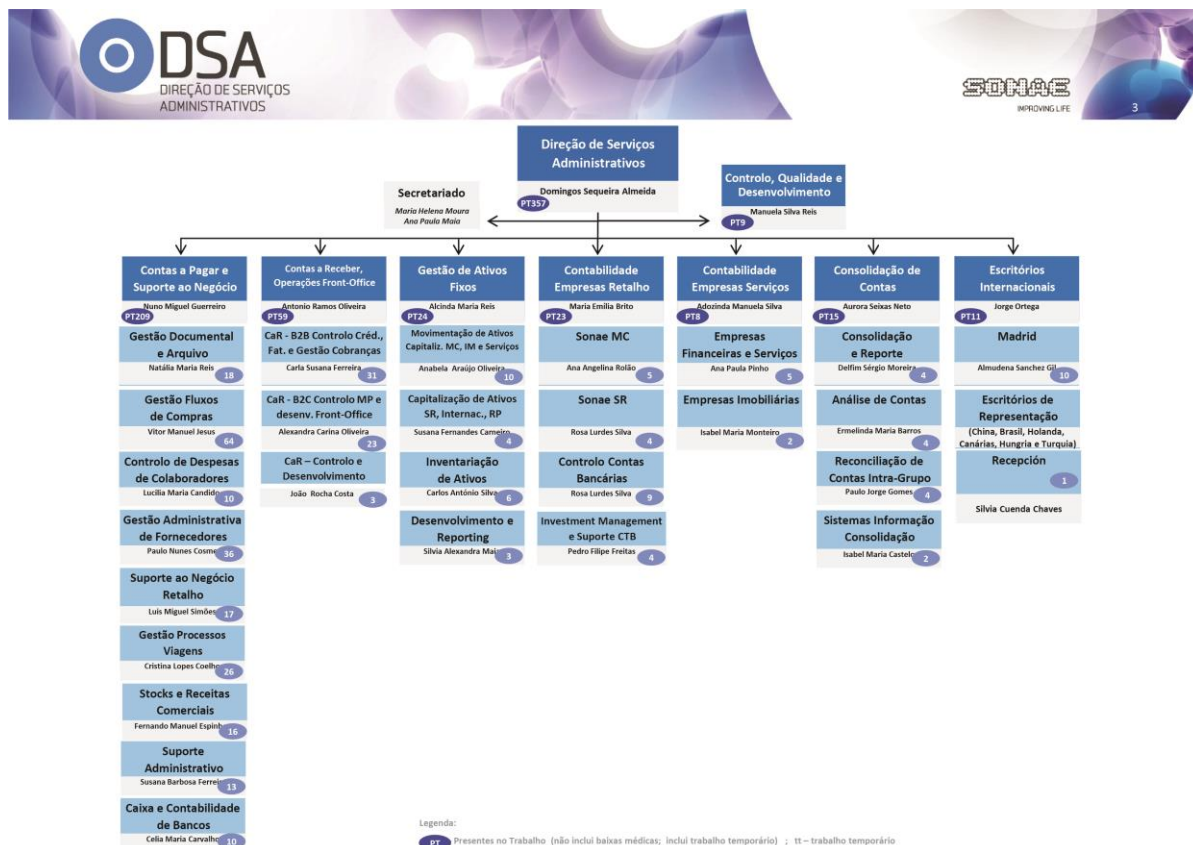 DSA
DIREÇÃO DE SERVIÇOS
ADMINISTRATIVOS
SONAE
IMPROVING LIFE
3
Direção de Serviços
Administrativos
Domingos Sequeira Almeida
PT357
Secretariado
Maria Helena Moura
Ana Paula Maia
Controlo, Qualidade e
Desenvolvimento
Manuela Silva Reis
PT9
Contas a Pagar e
Suporte ao Negócio
Nuno Miguel Guerreiro
PT209
Gestão Documental
e Arquivo
Natália Maria Reis
18
Gestão Fluxos
de Compras
Vitor Manuel Jesus
64
Controlo de Despesas
de Colaboradores
Lucília Maria Candido
10
Gestão Administrativa
de Fornecedores
Paulo Nunes Cosme
36
Suporte ao Negócio
Retalho
Luis Miguel Simões
17
Gestão Processos
Viagens
Cristina Lopes Coelho
26
Stocks e Receitas
Comerciais
Fernando Manuel
16
Suporte
Administrativo
Susana Barbosa
13
Caixa e Contabilidade
de Bancos
Celia Maria Carvalho
10
Contas a Receber,
Operações Front-Office
Antonio Ramos Oliveira
PT59
CaR - B2B Controlo Créd.,
Fat. e Gestão Cobranças
Carla Susana Ferreira
31
CaR - B2C Controlo MP e
desenv. Front-Office
Alexandra Carina Oliveira
23
CaR – Controlo e
Desenvolvimento
João Rocha Costa
3
Gestão de Ativos
Fixos
Alcinda Maria Reis
PT24
Movimentação de Ativos
Capitaliz. MC, IM e Serviços
Anabela Araújo Oliveira
10
Capitalização de Ativos
SR, Internac., RP
Susana Fernandes Carneiro
4
Inventariação
de Ativos
Carlos António Silva
6
Desenvolvimento e
Reporting
Silvia Alexandra Maia
3
Contabilidade
Empresas Retalho
Maria Emília Brito
PT23
Sonae MC
Ana Angelina Rolão
5
Sonae SR
Rosa Lurdes Silva
4
Controlo Contas
Bancárias
Rosa Lurdes Silva
9
Investment Management
e Suporte CTB
Pedro Filipe Freitas
4
Contabilidade
Empresas Serviços
Adozinda Manuela Silva
PT8
Empresas
Financeiras e Serviços
Ana Paula Pinho
5
Empresas Imobiliárias
Isabel Maria Monteiro
2
Consolidação de
Contas
Aurora Seixas Neto
PT15
Consolidação
e Reporte
Delfim Sérgio Moreira
4
Análise de Contas
Ermelinda Maria Barros
4
Reconciliação de
Contas Intra-Grupo
Paulo Jorge Gomes
4
Sistemas Informação
Consolidação
Isabel Maria Castelo
2
Escritórios
Internacionais
Jorge Ortega
PT11
Madrid
Almudena Sanchez Gil
10
Escritórios de
Representação
(China, Brasil, Holanda,
Canárias, Hungria e Turquia)
Recepción
1
Silvia Cuenda Chaves
Legenda:
PT Presentes no Trabalho (não inclui baixas médicas; inclui trabalho temporário) ; tt – trabalho temporário